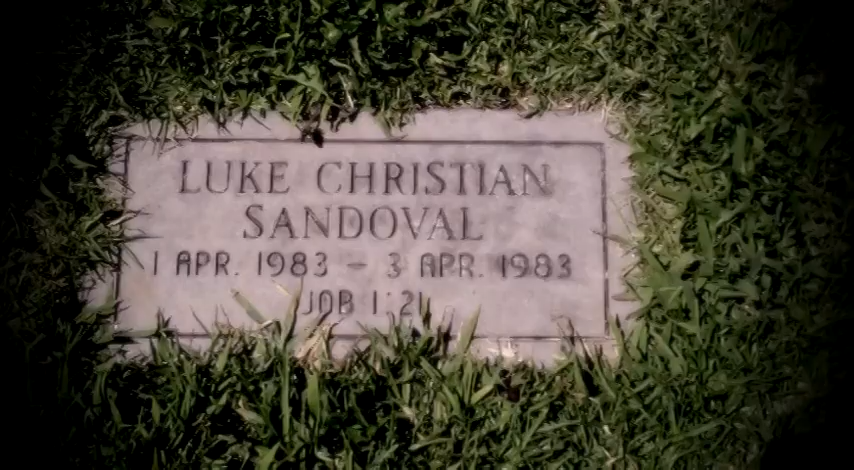 LUKE CHRISTIAN
SANDOVAL
1 APR. 1983 – 3 APR. 1983
JOB 1:21